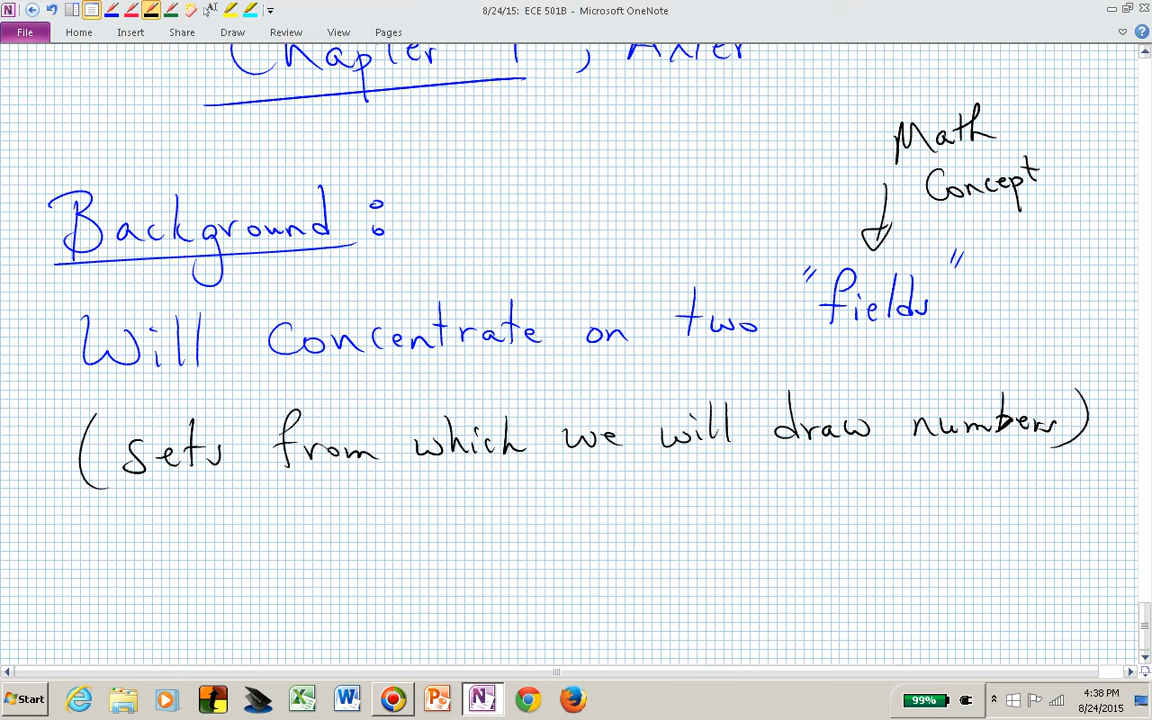 8/24/15: ECE 501B - Microsoft OneNote
File Home Insert Share Draw Review View Pages
Chapter 1, Axler
Math
Concept
Background:
Will concentrate on two "fields"
(sets from which we will draw numbers)
Start
99%
4:38 PM
8/24/2015